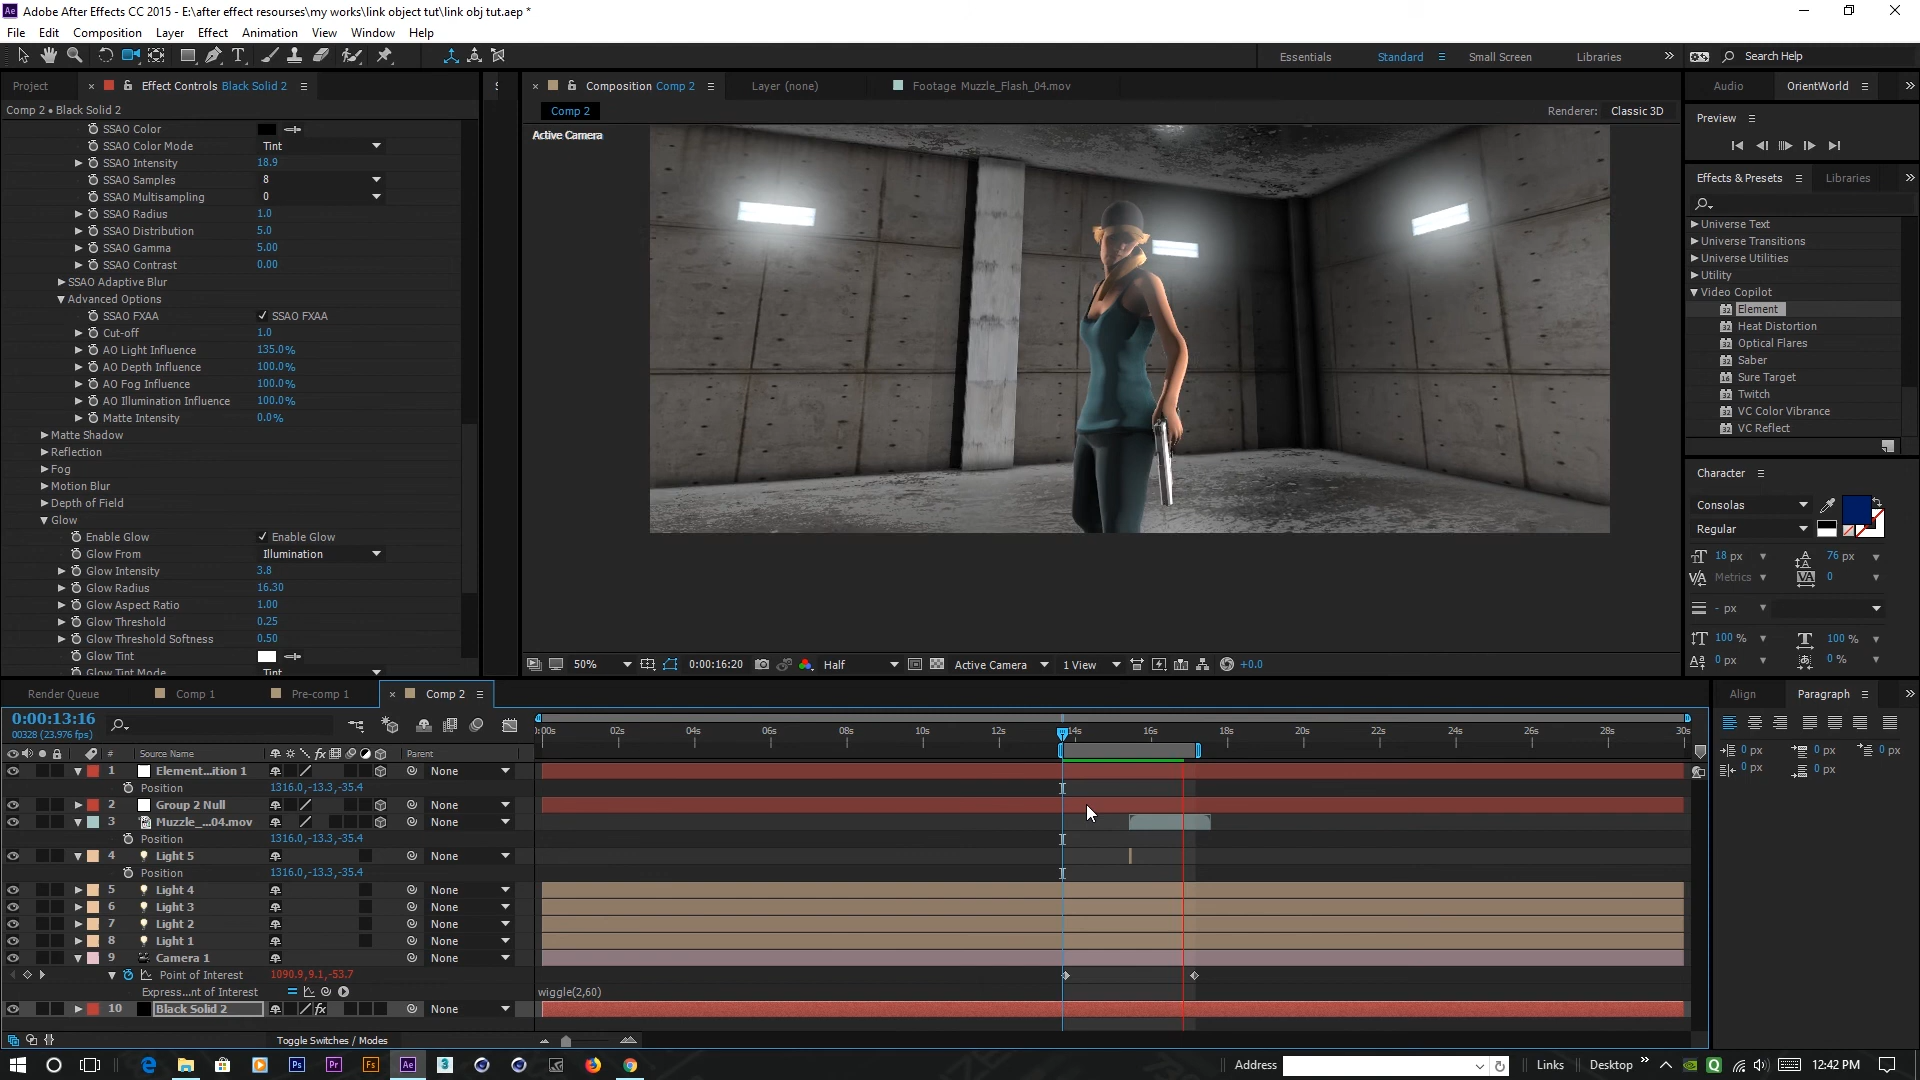 Adobe After Effects CC 2015 - E:\after effect resourses\my works\link object tut\link obj tut.aep *
File Edit Composition Layer Effect Animation View Window Help
Essentials Standard Small Screen Libraries Search Help
Project Effect Controls Black Solid 2
Composition Comp 2 Layer (none) Footage Muzzle_Flash_04.mov
Audio OrientWorld
Comp 2 • Black Solid 2
Comp 2 Renderer: Classic 3D
Active Camera
SSAO Color
SSAO Color Mode Tint
SSAO Intensity 18.9
SSAO Samples 8
SSAO Multisampling 0
SSAO Radius 1.0
SSAO Distribution 5.0
SSAO Gamma 5.00
SSAO Contrast 0.00
SSAO Adaptive Blur
Advanced Options
SSAO FXAA SSAO FXAA
Cut-off 1.0
AO Light Influence 135.0%
AO Depth Influence 100.0%
AO Fog Influence 100.0%
AO Illumination Influence 100.0%
Matte Intensity 0.0%
Matte Shadow
Reflection
Fog
Motion Blur
Depth of Field
Glow
Enable Glow Enable Glow
Glow From Illumination
Glow Intensity 3.8
Glow Radius 16.30
Glow Aspect Ratio 1.00
Glow Threshold 0.25
Glow Threshold Softness 0.50
Glow Tint
Glow Tint Mode Tint
50% 0:00:16:20 Half Active Camera 1 View +0.0
Preview
Effects & Presets Libraries
Universe Text
Universe Transitions
Universe Utilities
Utility
Video Copilot
Element
Heat Distortion
Optical Flares
Saber
Sure Target
Twitch
VC Color Vibrance
VC Reflect
Character
Consolas
Regular
18 px 76 px
Metrics 0
- px
100 % 100 %
0 px 0 %
Render Queue Comp 1 Pre-comp 1 Comp 2
Align Paragraph
0 px 0 px 0 px
0 px 0 px
0:00:13:16
00328 (23.976 fps)
:00s 02s 04s 06s 08s 10s 12s 14s 16s 18s 20s 22s 24s 26s 28s 30s
# Source Name fx Parent
1 Element...ition 1 None
Position 1316.0,-13.3,-35.4
2 Group 2 Null None
3 Muzzle_...04.mov None
Position 1316.0,-13.3,-35.4
4 Light 5 None
Position 1316.0,-13.3,-35.4
5 Light 4 None
6 Light 3 None
7 Light 2 None
8 Light 1 None
9 Camera 1 None
Point of Interest 1090.9,9.1,-53.7
Express...nt of Interest wiggle(2,60)
10 Black Solid 2 fx None
Toggle Switches / Modes
Address Links Desktop 12:42 PM